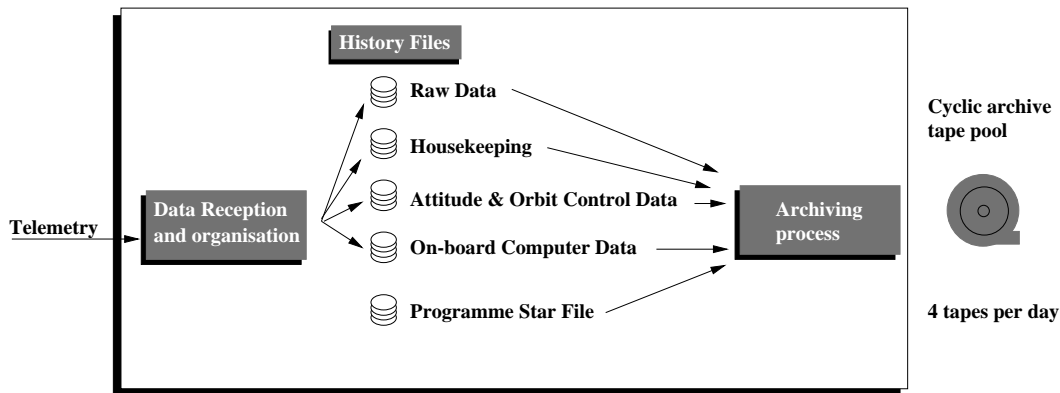 History Files
Raw Data
Housekeeping
Attitude & Orbit Control Data
On-board Computer Data
Programme Star File
Telemetry
Data Reception
and organisation
Archiving
process
Cyclic archive
tape pool
4 tapes per day